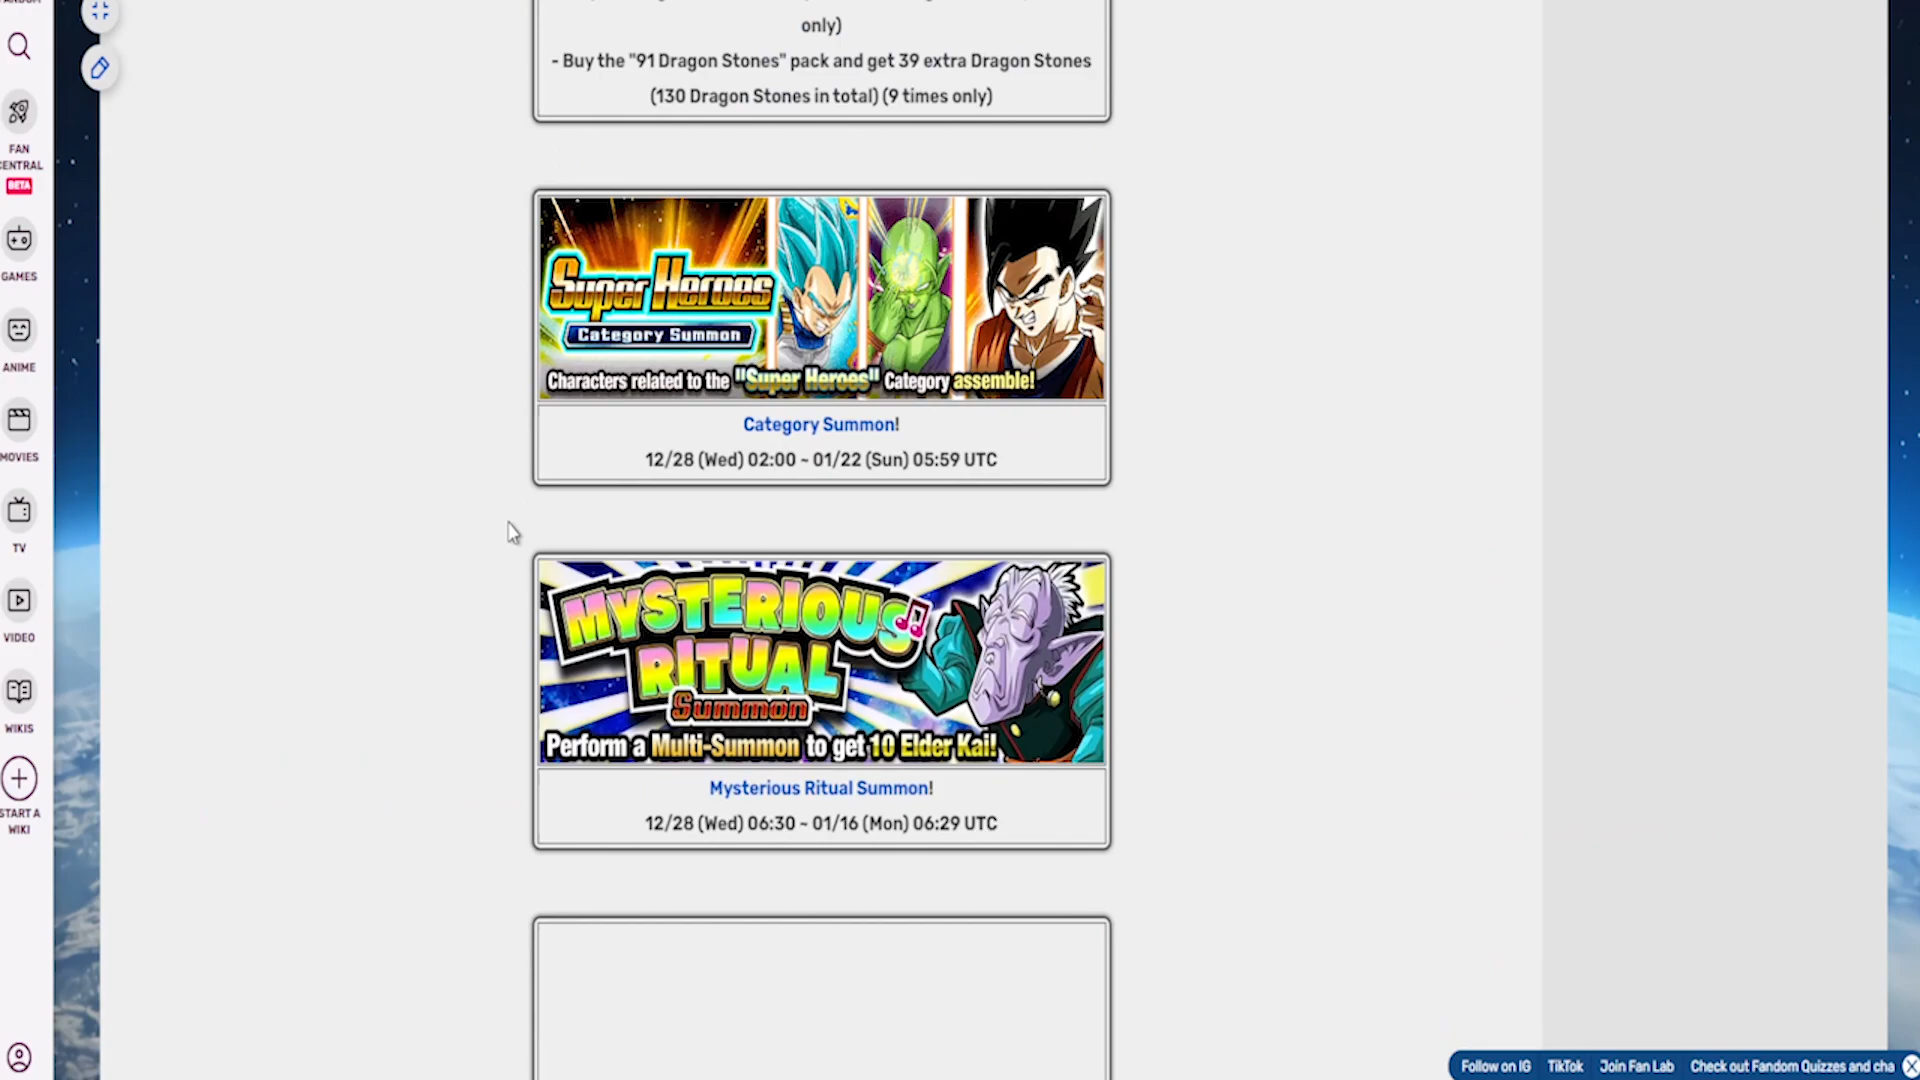 FAN
CENTRAL
BETA
GAMES
ANIME
MOVIES
TV
VIDEO
WIKIS
START A
WIKI
only)
- Buy the "91 Dragon Stones" pack and get 39 extra Dragon Stones
(130 Dragon Stones in total) (9 times only)
Super Heroes
Category Summon
Characters related to the "Super Heroes" Category assemble!
Category Summon!
12/28 (Wed) 02:00 ~ 01/22 (Sun) 05:59 UTC
MYSTERIOUS
RITUAL
Summon
Perform a Multi-Summon to get 10 Elder Kai!
Mysterious Ritual Summon!
12/28 (Wed) 06:30 ~ 01/16 (Mon) 06:29 UTC
Follow on IG TikTok Join Fan Lab Check out Fandom Quizzes and cha